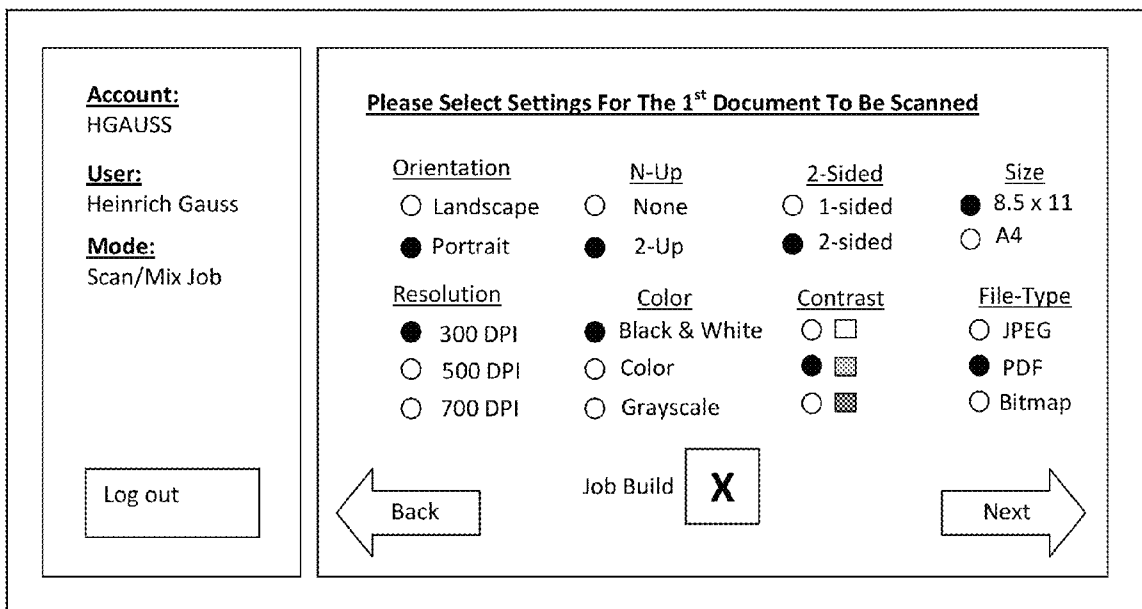 Account:
HGAUSS
User:
Heinrich Gauss
Mode:
Scan/Mix Job
Log out
Please Select Settings For The 1st Document To Be Scanned
Orientation
Landscape
Portrait
N-Up
None
2-Up
2-Sided
1-sided
2-sided
Size
8.5 x 11
A4
Resolution
300 DPI
500 DPI
700 DPI
Color
Black & White
Color
Grayscale
Contrast
File-Type
JPEG
PDF
Bitmap
Back
Job Build X
Next